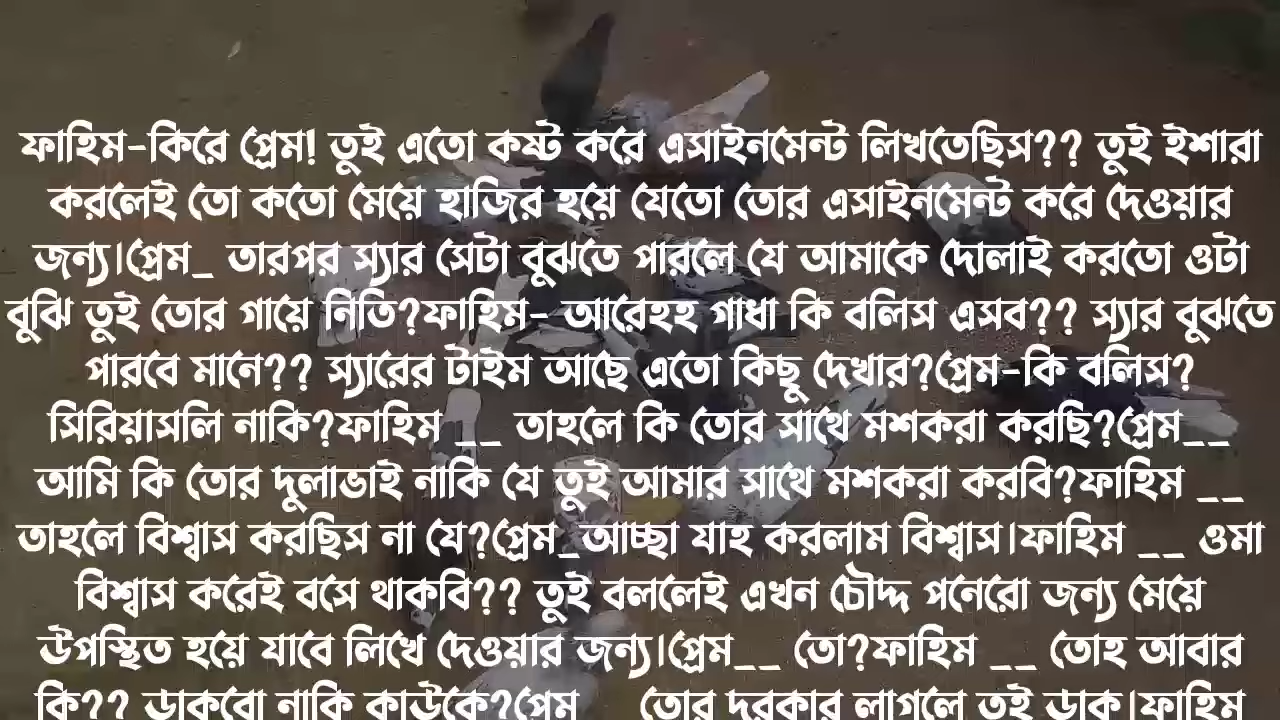 ফাহিম-কিরে প্রেম! তুই এতো কষ্ট করে এসাইনমেন্ট লিখতেছিস?? তুই ইশারা
করলেই তো কতো মেয়ে হাজির হয়ে যেতো তোর এসাইনমেন্ট করে দেওয়ার
জন্য।প্রেম_ তারপর স্যার সেটা বুঝতে পারলে যে আমাকে দোলাই করতো ওটা
বুঝি তুই তোর গায়ে নিতি?ফাহিম- আরেহহ গাধা কি বলিস এসব?? স্যার বুঝতে
পারবে মানে?? স্যারের টাইম আছে এতো কিছু দেখার?প্রেম-কি বলিস?
সিরিয়াসলি নাকি?ফাহিম __ তাহলে কি তোর সাথে মশকরা করছি?প্রেম__
আমি কি তোর দুলাভাই নাকি যে তুই আমার সাথে মশকরা করবি?ফাহিম __
তাহলে বিশ্বাস করছিস না যে?প্রেম_আচ্ছা যাহ করলাম বিশ্বাস।ফাহিম __ ওমা
বিশ্বাস করেই বসে থাকবি?? তুই বললেই এখন চৌদ্দ পনেরো জন্য মেয়ে
উপস্থিত হয়ে যাবে লিখে দেওয়ার জন্য।প্রেম__ তো?ফাহিম __ তোহ আবার
কি?? ডাকবো নাকি কাউকে?প্রেম__ তোর দরকার লাগলে তুই ডাক।ফাহিম